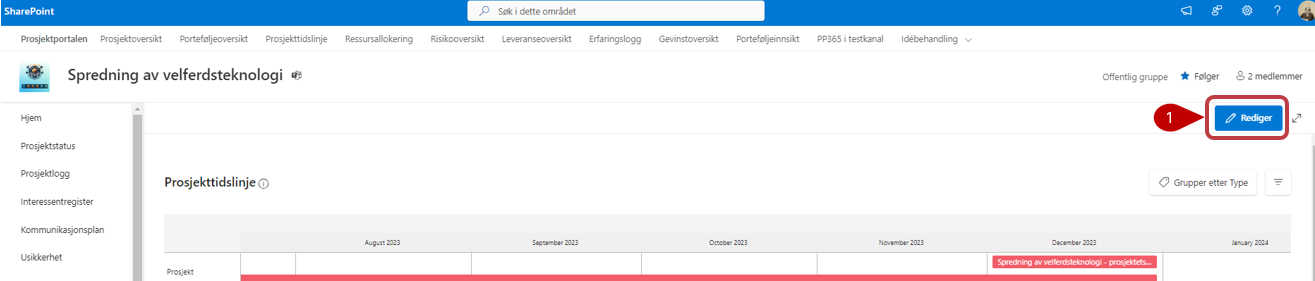 SharePoint
Søk i dette området
Prosjektportalen Prosjektoversikt Porteføljeoversikt Prosjekttidslinje Ressursallokering Risikooversikt Leveranseoversikt Erfaringslogg Gevinstoversikt Porteføljeinnsikt PP365 i testkanal Idébehandling
Spredning av velferdsteknologi
Offentlig gruppe Følger 2 medlemmer
Hjem
1 Rediger
Prosjektstatus
Prosjektlogg
Prosjekttidslinje
Grupper etter Type
Interessentregister
Kommunikasjonsplan
August 2023 September 2023 October 2023 November 2023 December 2023 January 2024
Usikkerhet
Spredning av velferdsteknologi - prosjektets...
Prosjekt